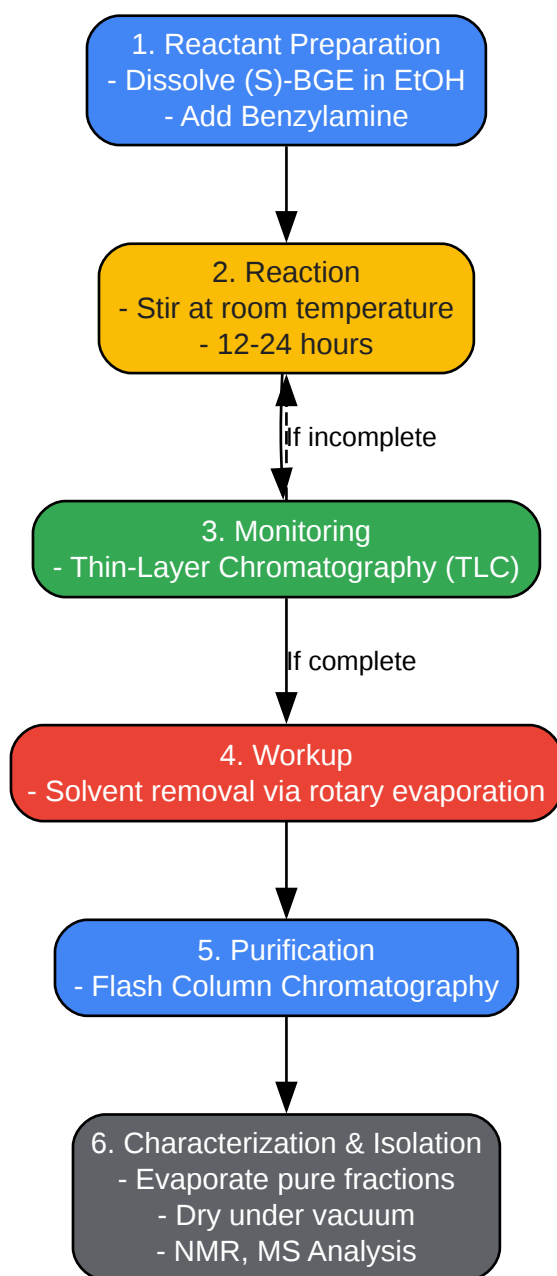 1. Reactant Preparation
- Dissolve (S)-BGE in EtOH
- Add Benzylamine
2. Reaction
- Stir at room temperature
- 12-24 hours
If incomplete
3. Monitoring
- Thin-Layer Chromatography (TLC)
If complete
4. Workup
- Solvent removal via rotary evaporation
5. Purification
- Flash Column Chromatography
6. Characterization & Isolation
- Evaporate pure fractions
- Dry under vacuum
- NMR, MS Analysis